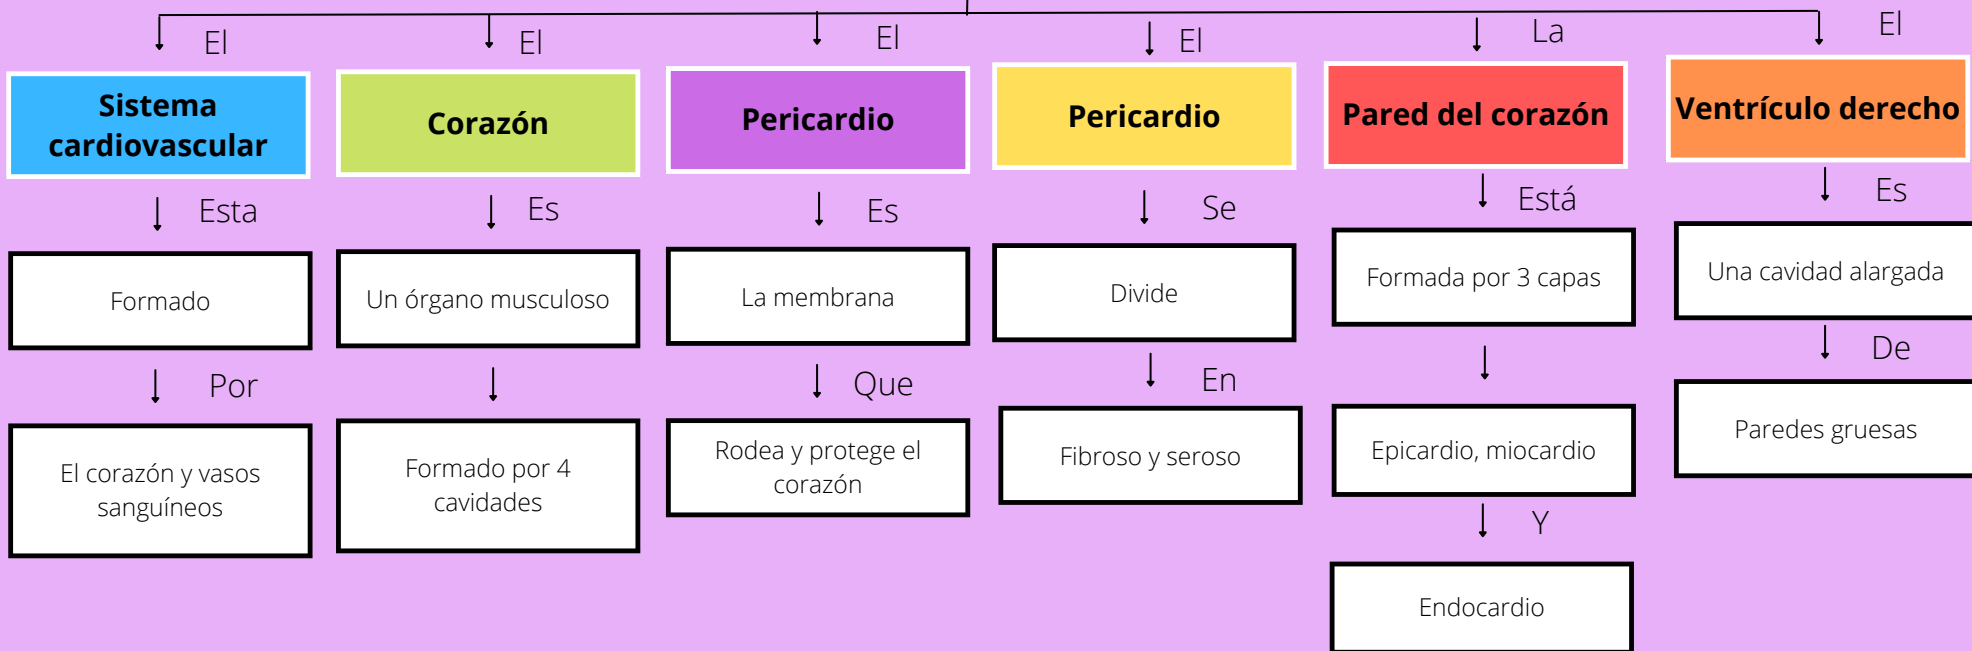 El
Sistema
cardiovascular
Esta
Formado
Por
El corazón y vasos
sanguíneos
El
Corazón
Es
Un órgano musculoso
Formado por 4
cavidades
El
Pericardio
Es
La membrana
Que
Rodea y protege el
corazón
El
Pericardio
Se
Divide
En
Fibroso y seroso
La
Pared del corazón
Está
Formada por 3 capas
Epicardio, miocardio
Y
Endocardio
El
Ventrículo derecho
Es
Una cavidad alargada
De
Paredes gruesas